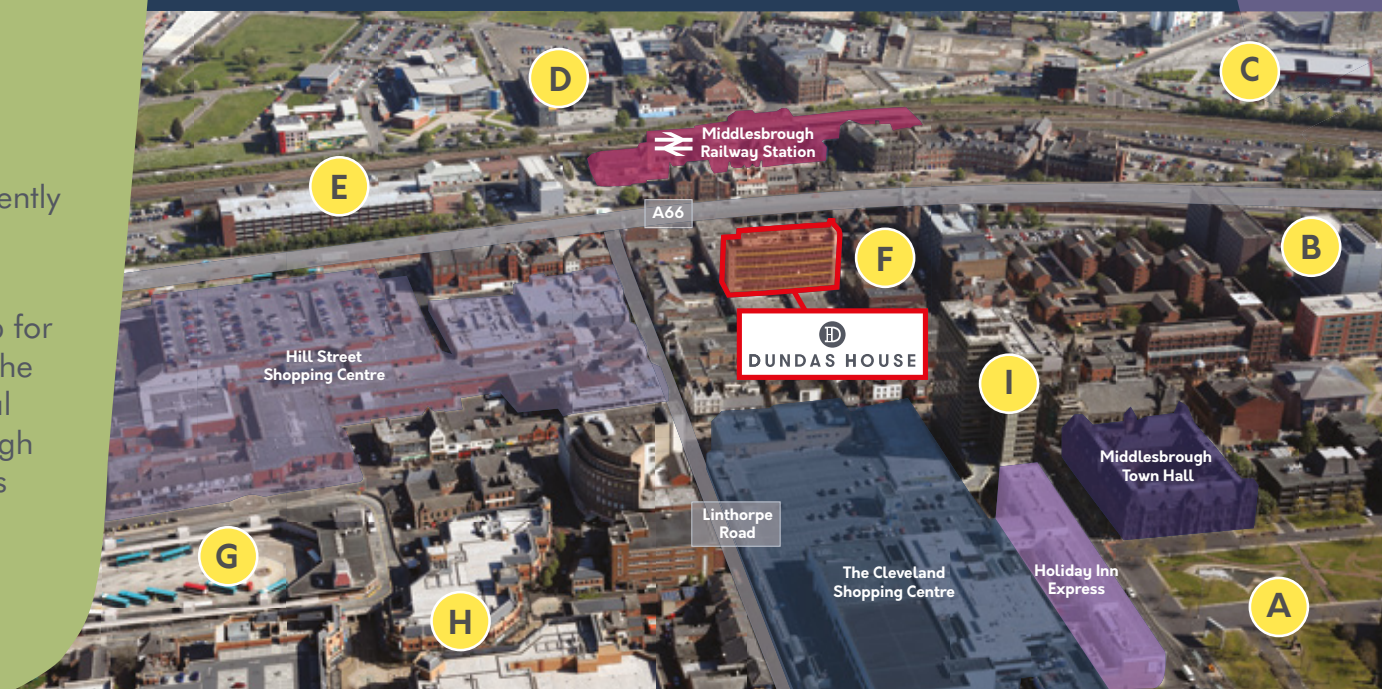 ently
for
he
al
gh
s
D
C
Middlesbrough
Railway Station
E
A66
B
F
DUNDAS HOUSE
Hill Street
Shopping Centre
I
Middlesbrough
Town Hall
Linthorpe
Road
G
The Cleveland
Shopping Centre
Holiday Inn
Express
A
H